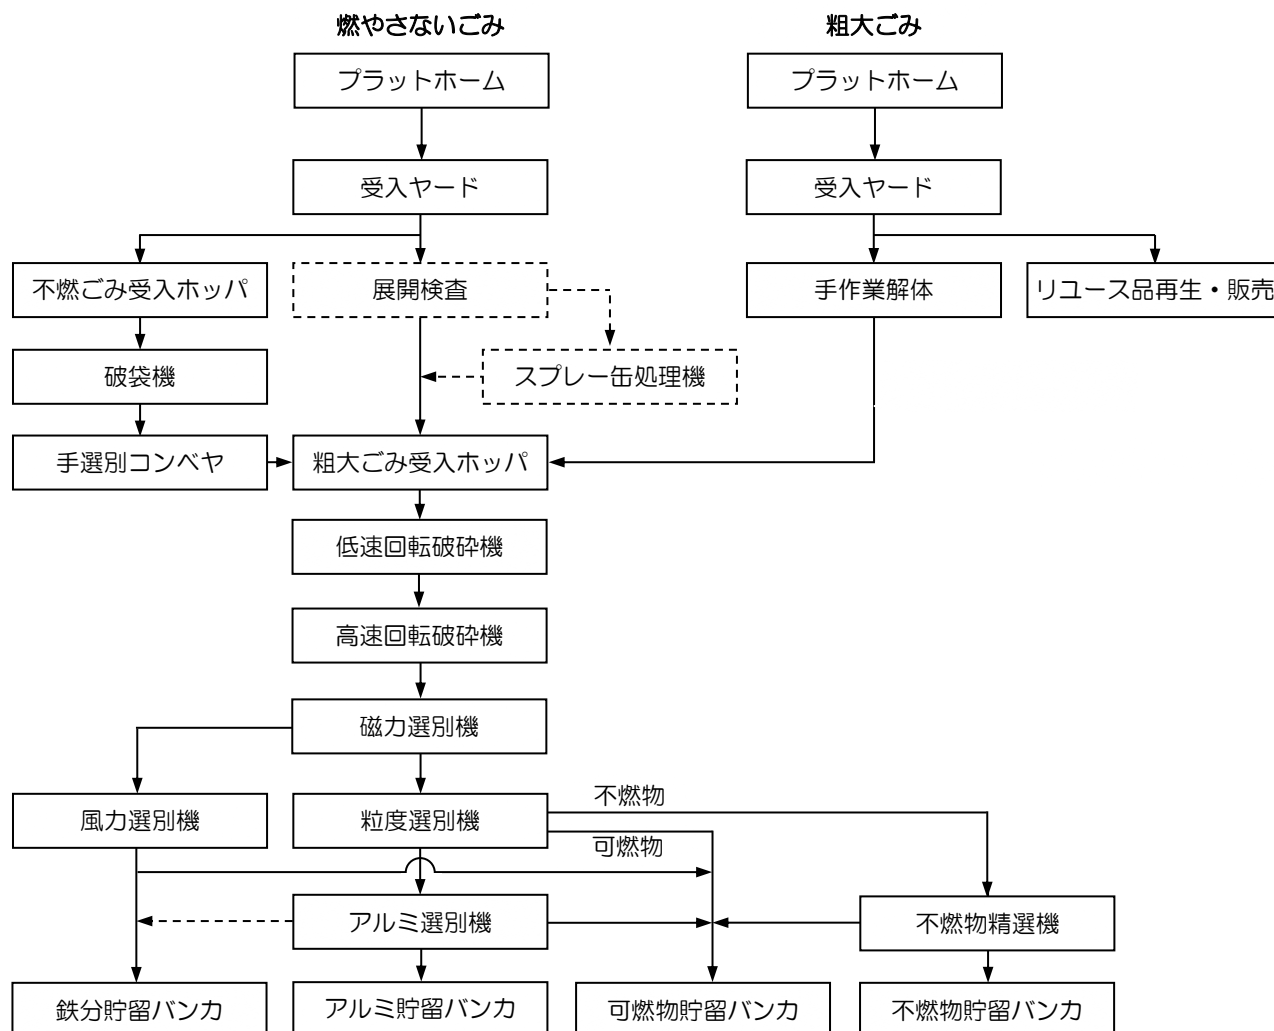 燃やさないごみ
粗大ごみ
プラットホーム
プラットホーム
受入ヤード
受入ヤード
不燃ごみ受入ホッパ
展開検査
手作業解体
リユース品再生・販売
破袋機
スプレー缶処理機
手選別コンベヤ
粗大ごみ受入ホッパ
低速回転破砕機
高速回転破砕機
磁力選別機
不燃物
風力選別機
粒度選別機
可燃物
アルミ選別機
不燃物精選機
鉄分貯留バンカ
アルミ貯留バンカ
可燃物貯留バンカ
不燃物貯留バンカ